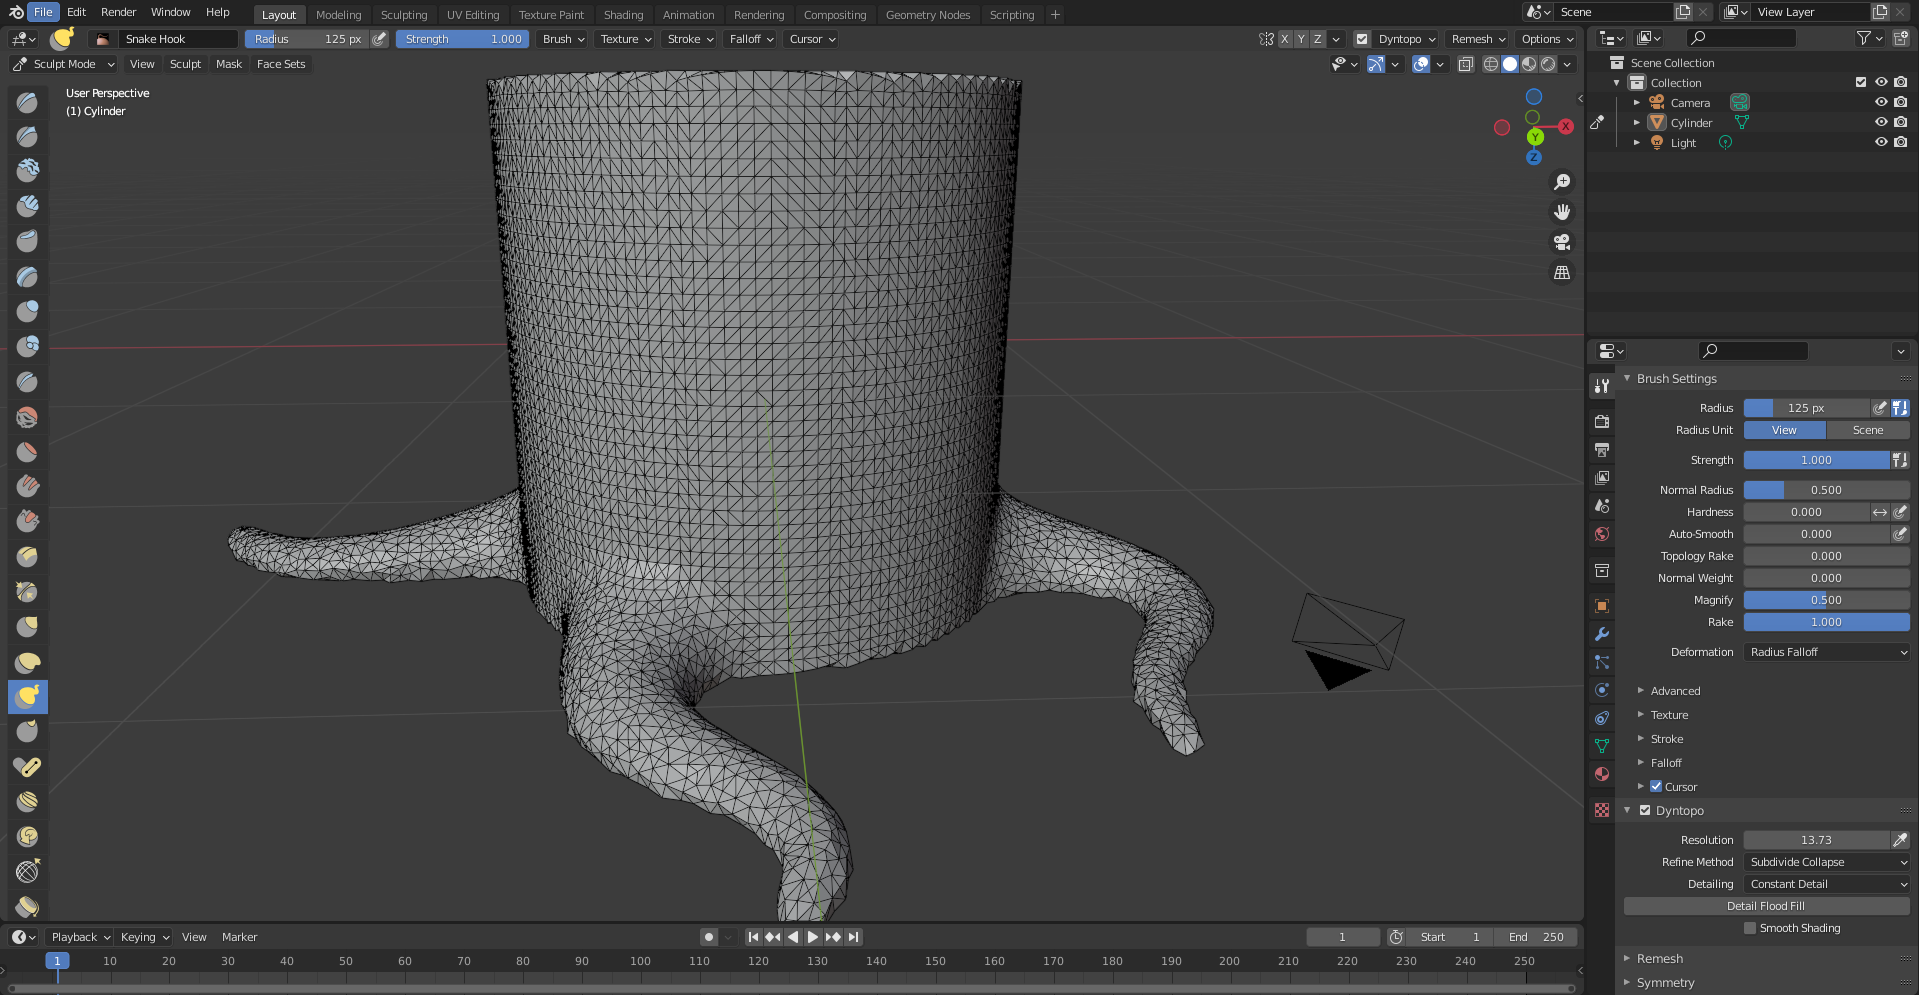 File Edit Render Window Help Layout Modeling Sculpting UV Editing Texture Paint Shading Animation Rendering Compositing Geometry Nodes Scripting + Scene View Layer
Snake Hook Radius 125 px Strength 1.000 Brush Texture Stroke Falloff Cursor X Y Z Dyntopo Remesh Options
Sculpt Mode View Sculpt Mask Face Sets
User Perspective
(1) Cylinder
X
Y
Z
Scene Collection
Collection
Camera
Cylinder
Light
Brush Settings
Radius 125 px
Radius Unit View Scene
Strength 1.000
Normal Radius 0.500
Hardness 0.000
Auto-Smooth 0.000
Topology Rake 0.000
Normal Weight 0.000
Magnify 0.500
Rake 1.000
Deformation Radius Falloff
Advanced
Texture
Stroke
Falloff
Cursor
Dyntopo
Resolution 13.73
Refine Method Subdivide Collapse
Detailing Constant Detail
Detail Flood Fill
Smooth Shading
Remesh
Symmetry
Playback Keying View Marker 1 Start 1 End 250
1 10 20 30 40 50 60 70 80 90 100 110 120 130 140 150 160 170 180 190 200 210 220 230 240 250